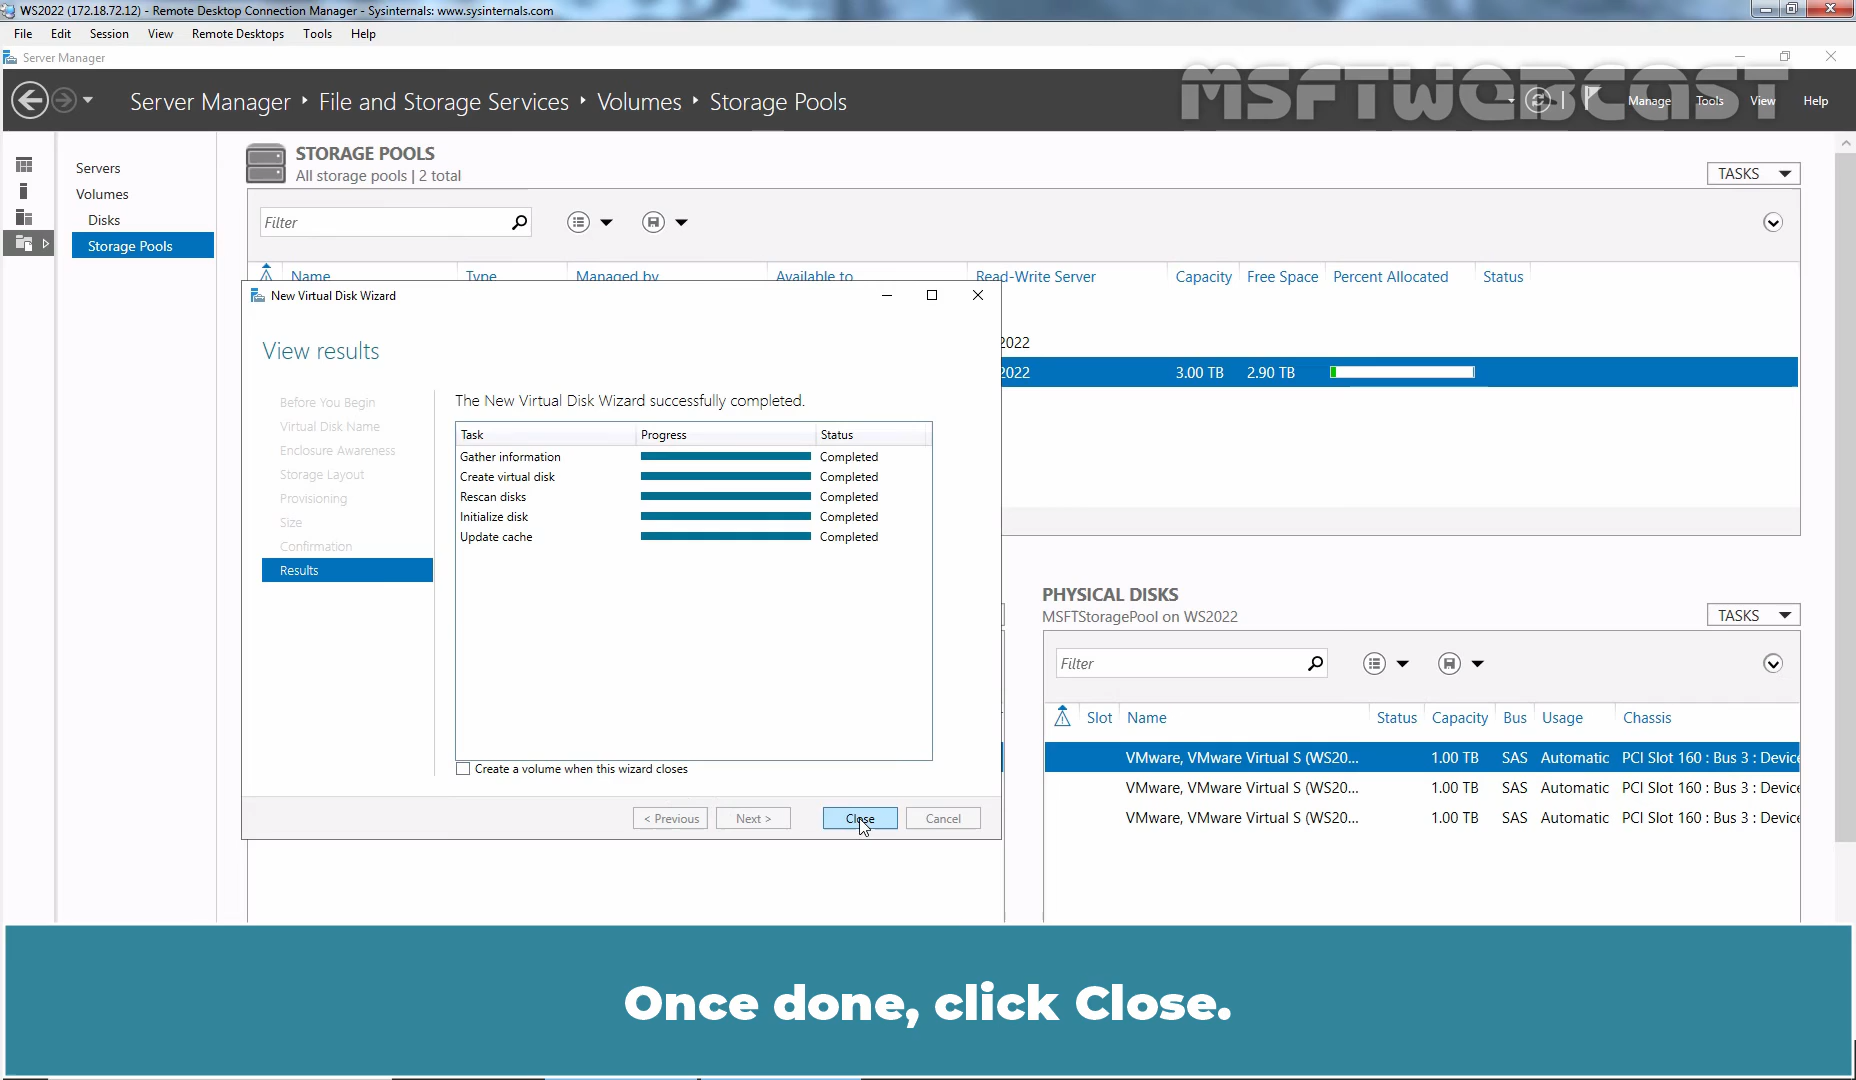 WS2022 (172.18.72.12) - Remote Desktop Connection Manager - Sysinternals: www.sysinternals.com
File Edit Session View Remote Desktops Tools Help
Server Manager
MSFTWEBCAST
Server Manager File and Storage Services Volumes Storage Pools Manage Tools View Help
Servers
Volumes
Disks
Storage Pools
STORAGE POOLS
All storage pools | 2 total
TASKS
Filter
Name Type Managed by Available to Read-Write Server Capacity Free Space Percent Allocated Status
2022
2022 3.00 TB 2.90 TB
New Virtual Disk Wizard
View results
Before You Begin
Virtual Disk Name
Enclosure Awareness
Storage Layout
Provisioning
Size
Confirmation
Results
The New Virtual Disk Wizard successfully completed.
Task Progress Status
Gather information Completed
Create virtual disk Completed
Rescan disks Completed
Initialize disk Completed
Update cache Completed
Create a volume when this wizard closes
< Previous Next > Close Cancel
PHYSICAL DISKS
MSFTStoragePool on WS2022
TASKS
Filter
Slot Name Status Capacity Bus Usage Chassis
VMware, VMware Virtual S (WS20... 1.00 TB SAS Automatic PCI Slot 160 : Bus 3 : Device
VMware, VMware Virtual S (WS20... 1.00 TB SAS Automatic PCI Slot 160 : Bus 3 : Device
VMware, VMware Virtual S (WS20... 1.00 TB SAS Automatic PCI Slot 160 : Bus 3 : Device
Once done, click Close.